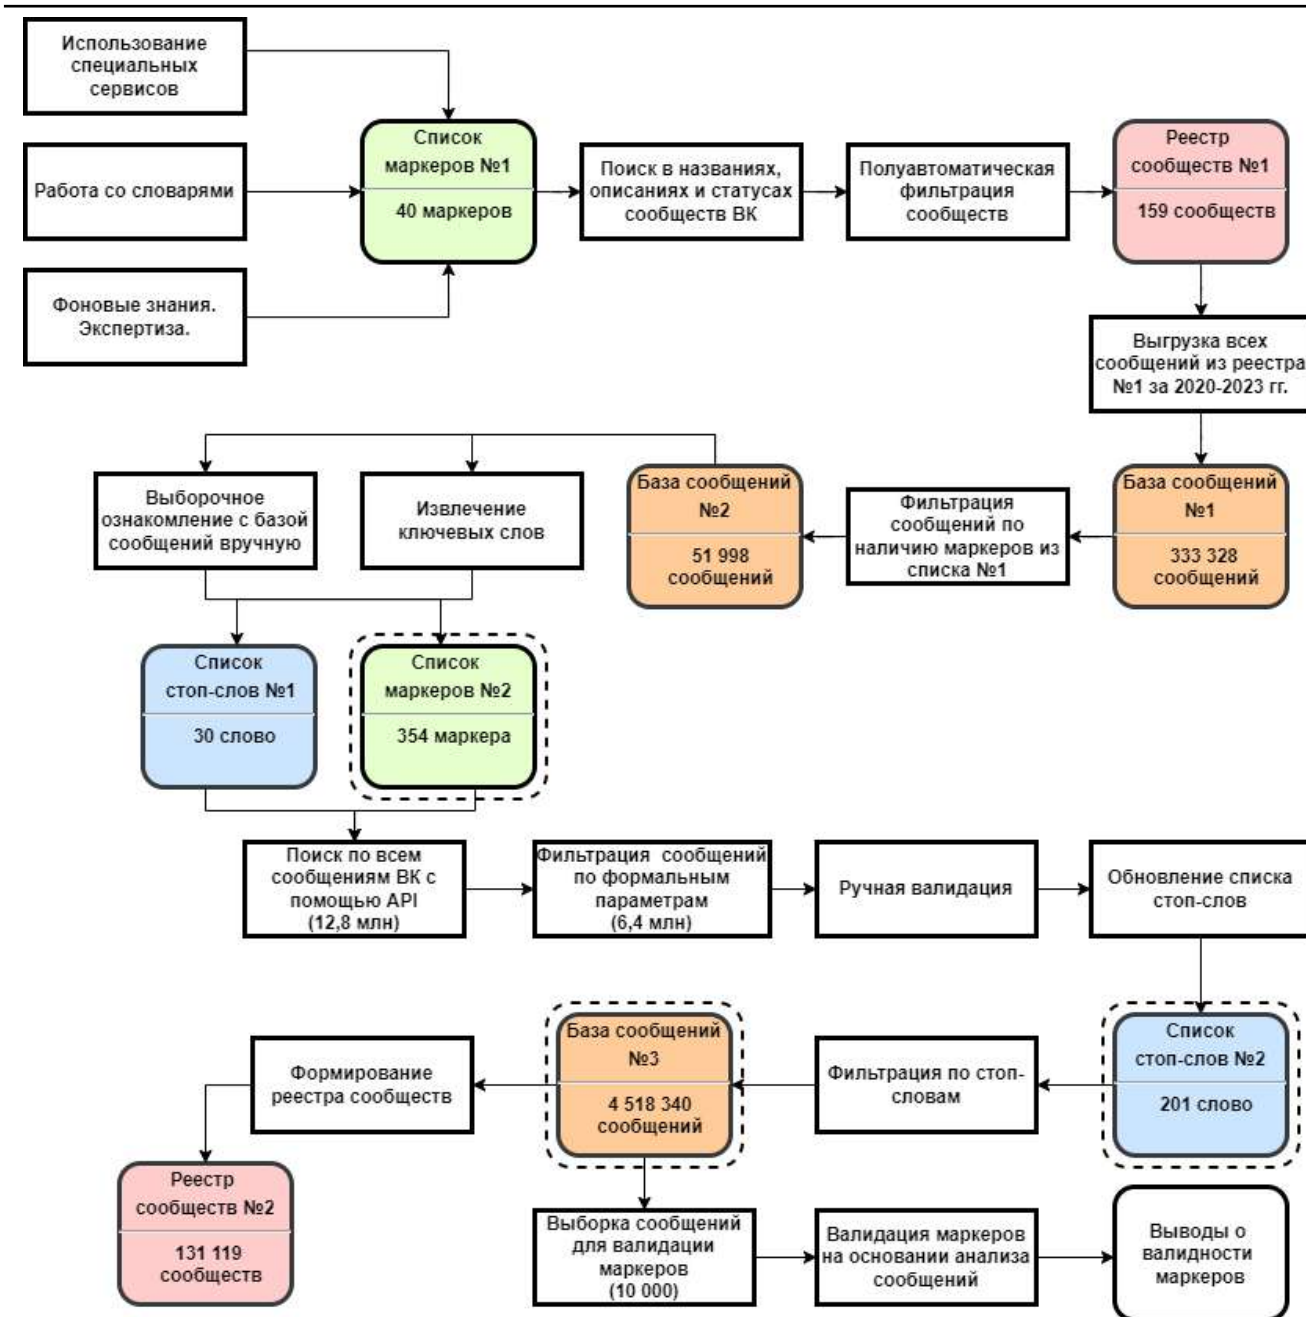 Использование
специальных
сервисов
Работа со словарями
Фоновые знания.
Экспертиза.
Список
маркеров №1
40 маркеров
Поиск в названиях,
описаниях и статусах
сообществ ВК
Полуавтоматическая
фильтрация
сообществ
Реестр
сообществ №1
159 сообществ
Выгрузка всех
сообщений из реестра
№1 за 2020-2023 гг.
База сообщений
№1
333 328
сообщений
Фильтрация
сообщений по
наличию маркеров из
списка №1
База сообщений
№2
51 998
сообщений
Извлечение
ключевых слов
Выборочное
ознакомление с базой
сообщений вручную
Список
стоп-слов №1
30 слово
Список
маркеров №2
354 маркера
Поиск по всем
сообщениям ВК с
помощью API
(12,8 млн)
Фильтрация сообщений
по формальным
параметрам
(6,4 млн)
Ручная валидация
Обновление списка
стоп-слов
Список
стоп-слов №2
201 слово
Фильтрация по стоп-
словам
База сообщений
№3
4 518 340
сообщений
Формирование
реестра сообществ
Реестр
сообществ №2
131 119
сообществ
Выборка сообщений
для валидации
маркеров
(10 000)
Валидация маркеров
на основании анализа
сообщений
Выводы о
валидности
маркеров